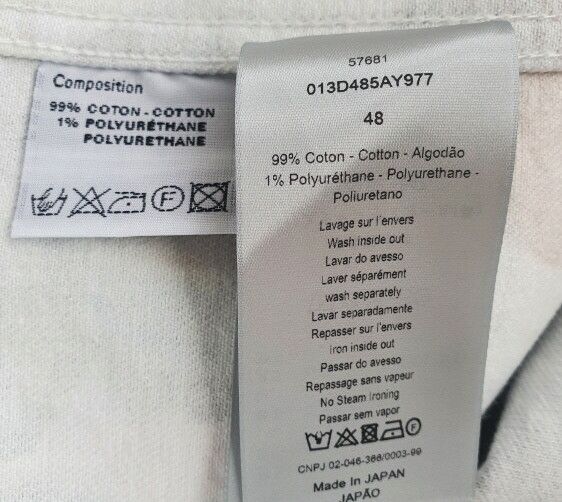 Composition
99% COTON - COTTON
1% POLYURÉTHANE
POLYURETHANE
F
57681
013D485AY977
48
99% Coton - Cotton - Algodão
1% Polyuréthane - Polyurethane -
Poliuretano
Lavage sur l'envers
Wash inside out
Lavar do avesso
Laver séparément
wash separately
Lavar separadamente
Repasser sur l'envers
iron inside out
Passar do avesso
Repassage sans vapeur
No Steam Ironing
Passar sem vapor
F
CNPJ 02-046-366/0003-99
Made In JAPAN
JAPÃO